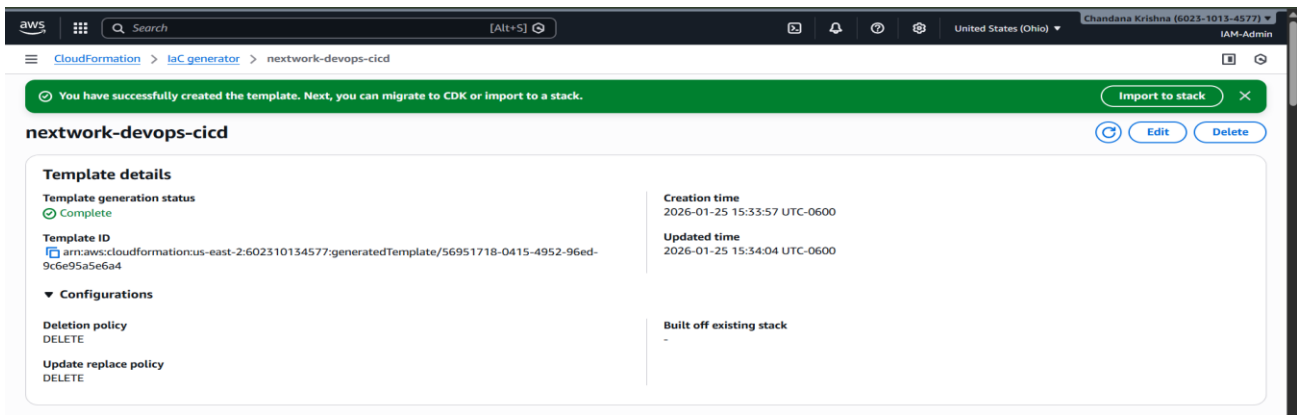 aws
Search
[Alt+S]
United States (Ohio)
Chandana Krishna (6023-1013-4577)
IAM-Admin
CloudFormation > IaC generator > nextwork-devops-cicd
You have successfully created the template. Next, you can migrate to CDK or import to a stack.
Import to stack
nextwork-devops-cicd
Edit
Delete
Template details
Template generation status
Complete
Template ID
arn:aws:cloudformation:us-east-2:602310134577:generatedTemplate/56951718-0415-4952-96ed-
9c6e95a5e6a4
Creation time
2026-01-25 15:33:57 UTC-0600
Updated time
2026-01-25 15:34:04 UTC-0600
Configurations
Deletion policy
DELETE
Update replace policy
DELETE
Built off existing stack
-